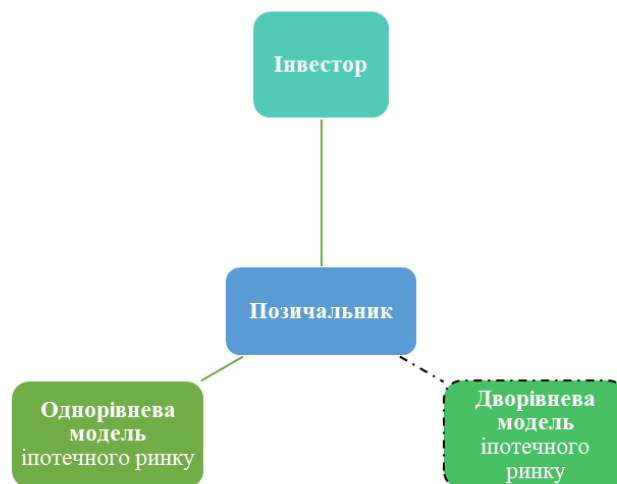 Інвестор
Позичальник
Однорівнева
модель
іпотечного ринку
Дворівнева
модель
іпотечного
ринку